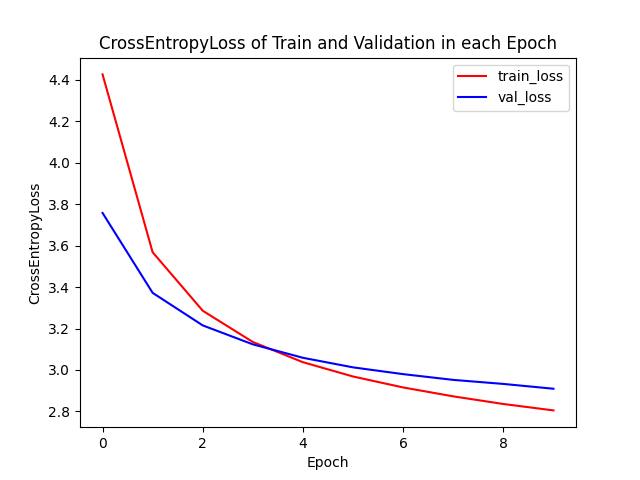 CrossEntropyLoss of Train and Validation in each Epoch
train_loss
val_loss
CrossEntropyLoss
4.4
4.2
4.0
3.8
3.6
3.4
3.2
3.0
2.8
0 2 4 6 8
Epoch